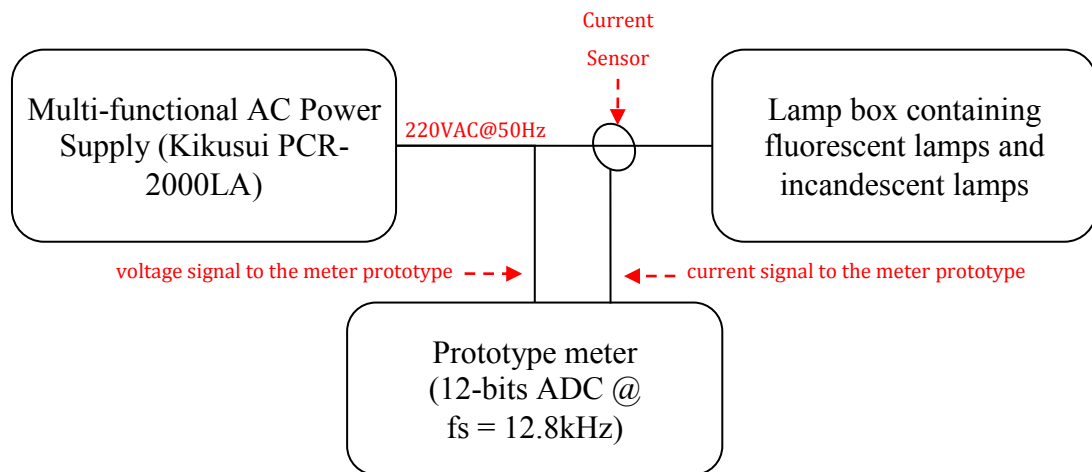 Current
Sensor
Multi-functional AC Power
Supply (Kikusui PCR-
2000LA)
220VAC@50Hz
Lamp box containing
fluorescent lamps and
incandescent lamps
voltage signal to the meter prototype
current signal to the meter prototype
Prototype meter
(12-bits ADC @
fs = 12.8kHz)